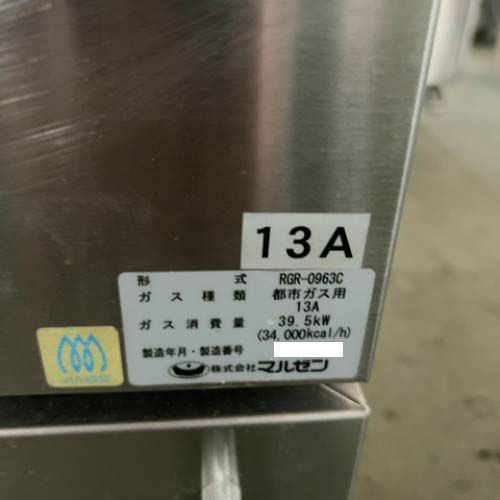 13A
形 式 RGR-0963C
ガス種類 都市ガス用
13A
ガス消費量 39.5kW
(34,000kcal/h)
製造年月・製造番号
株式会社マルゼン